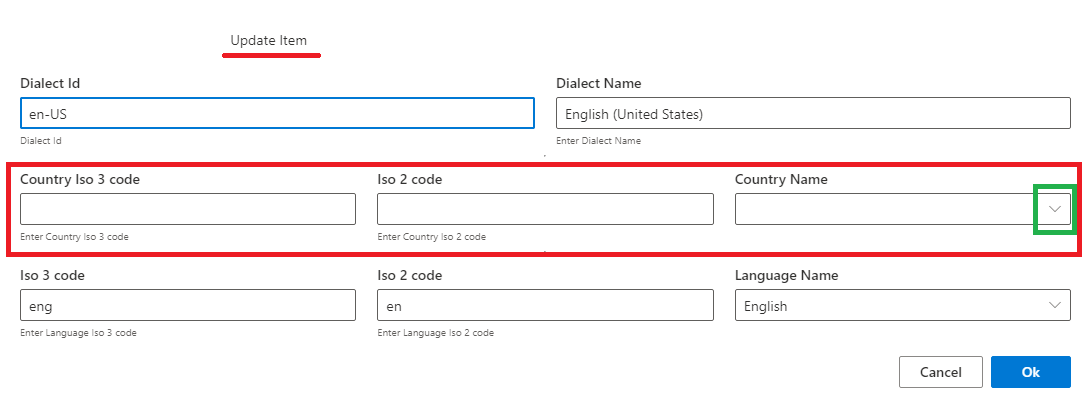 Update Item
Dialect Id Dialect Name
en-US English (United States)
Dialect Id Enter Dialect Name
Country Iso 3 code Iso 2 code Country Name
Enter Country Iso 3 code Enter Country Iso 2 code
Iso 3 code Iso 2 code Language Name
eng en English
Enter Language Iso 3 code Enter Language Iso 2 code
Cancel Ok